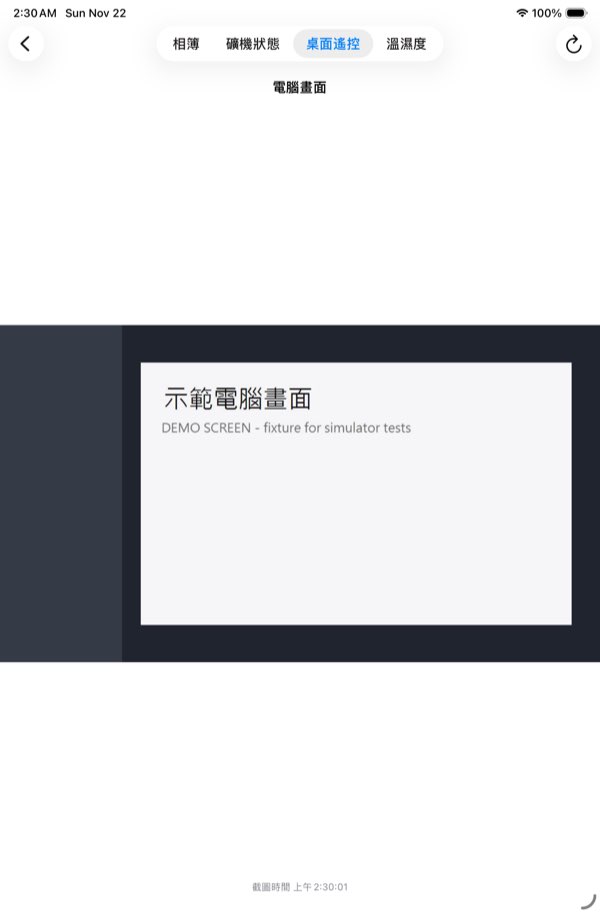 2:30 AM Sun Nov 22 100%
相簿 礦機狀態 桌面遙控 溫濕度
電腦畫面
示範電腦畫面
DEMO SCREEN - fixture for simulator tests
截圖時間 上午2:30:01